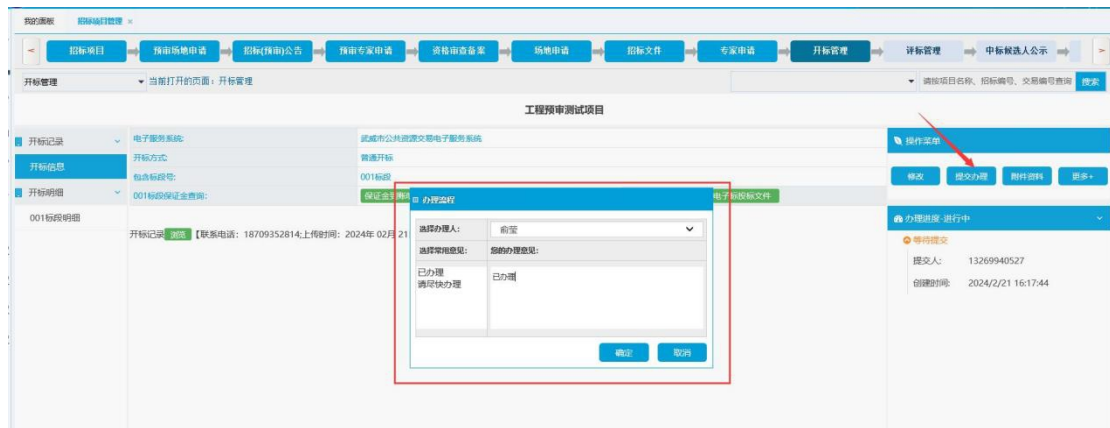 我的面板 招标项目管理 ×
< 招标项目 预审场地申请 招标(预审)公告 预审专家申请 资格审查备案 场地申请 招标文件 专家申请 开标管理 评标管理 中标候选人公示 >
开标管理 当前打开的页面：开标管理 请按项目名称、招标编号、交易编号查询 搜索
工程预审测试项目
开标记录
开标信息
开标明细
001标段明细
电子服务系统: 武威市公共资源交易电子服务系统
开标方式: 普通开标
包含标段号: 001标段
001标段保证金查询: 电子标投标文件
开标记录 浏览 【联系电话：18709352814;上传时间：2024年 02月 21
办理流程
选择办理人: 俞莹
选择常用意见: 您的办理意见:
已办理
请尽快办理
已办理
确定 取消
操作菜单
修改 提交办理 附件资料 更多+
办理进度-进行中
等待提交
提交人: 13269940527
创建时间: 2024/2/21 16:17:44